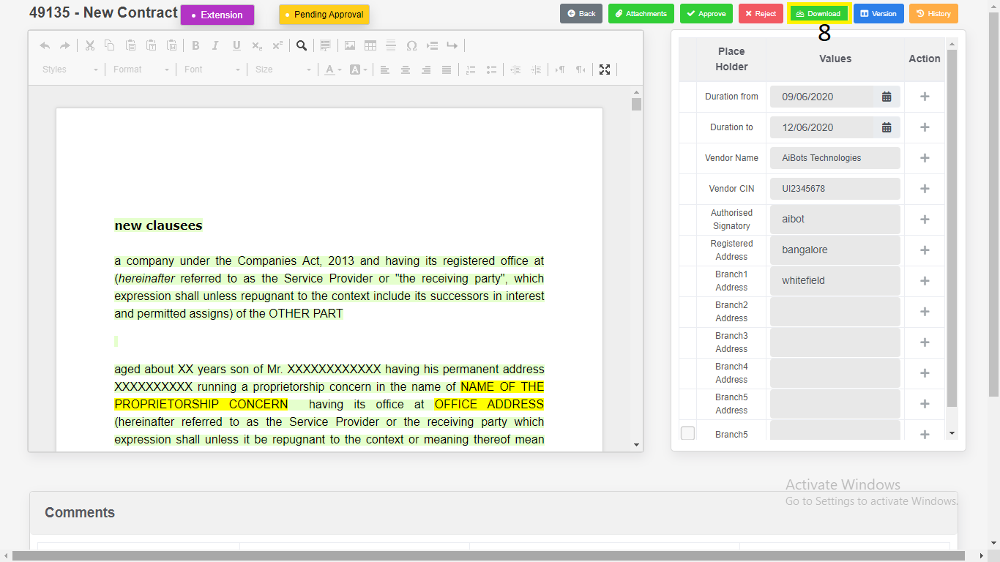 49135 - New Contract
Extension
Pending Approval
Back
Attachments
Approve
Reject
Download
Version
History
8
Styles
Format
Font
Size
new clausees
a company under the Companies Act, 2013 and having its registered office at
(hereinafter referred to as the Service Provider or "the receiving party", which
expression shall unless repugnant to the context include its successors in interest
and permitted assigns) of the OTHER PART
aged about XX years son of Mr. XXXXXXXXXXXX having his permanent address
XXXXXXXXXX running a proprietorship concern in the name of NAME OF THE
PROPRIETORSHIP CONCERN having its office at OFFICE ADDRESS
(hereinafter referred to as the Service Provider or the receiving party which
expression shall unless it be repugnant to the context or meaning thereof mean
Place Holder Values Action
Duration from 09/06/2020
Duration to 12/06/2020
Vendor Name AiBots Technologies
Vendor CIN UI2345678
Authorised Signatory aibot
Registered Address bangalore
Branch1 Address whitefield
Branch2 Address
Branch3 Address
Branch4 Address
Branch5 Address
Branch5
Activate Windows
Go to Settings to activate Windows.
Comments